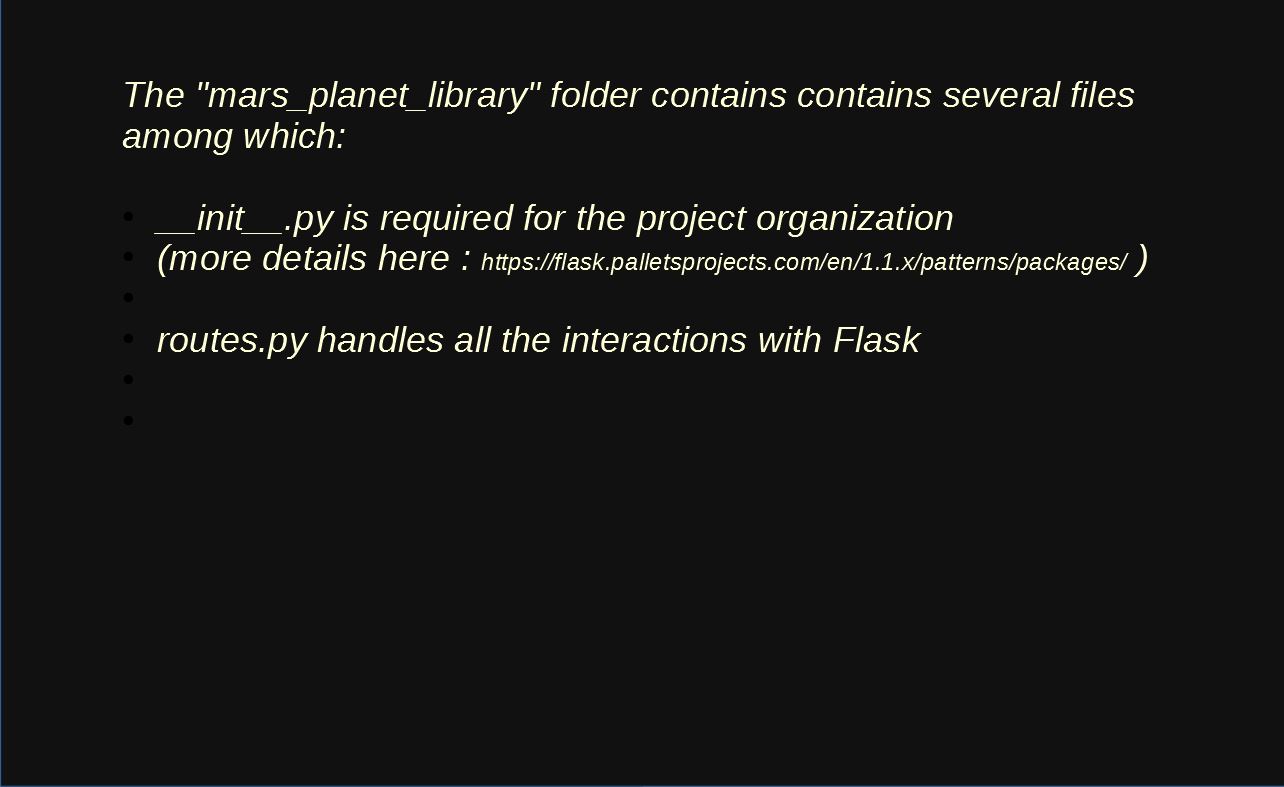 The "mars_planet_library" folder contains contains several files
among which:
• __init__.py is required for the project organization
• (more details here : https://flask.palletsprojects.com/en/1.1.x/patterns/packages/ )
•
• routes.py handles all the interactions with Flask
•
•